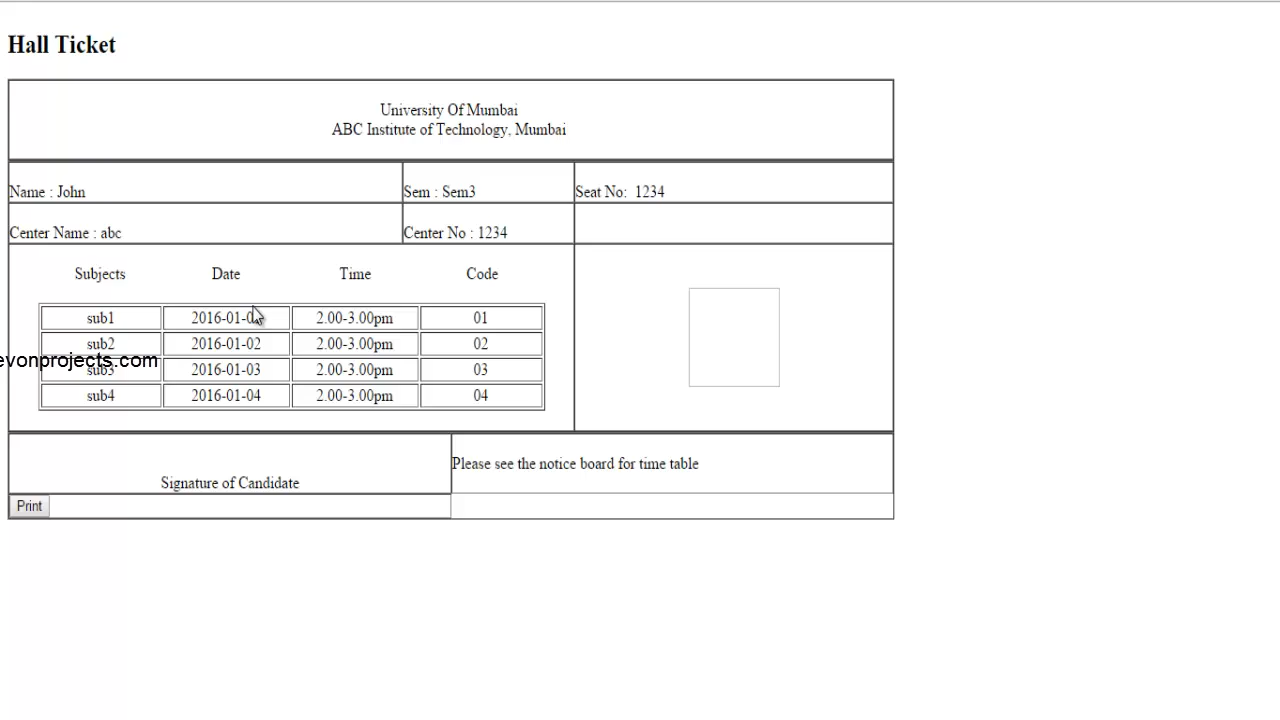 Hall Ticket
University Of Mumbai
ABC Institute of Technology, Mumbai
Name : John
Sem : Sem3
Seat No: 1234
Center Name : abc
Center No : 1234
Subjects Date Time Code
sub1 2.00-3.00pm 01
sub2 2016-01-02 2.00-3.00pm 02
evonprojects.com
sub3 2016-01-03 2.00-3.00pm 03
sub4 2016-01-04 2.00-3.00pm 04
Please see the notice board for time table
Signature of Candidate
Print